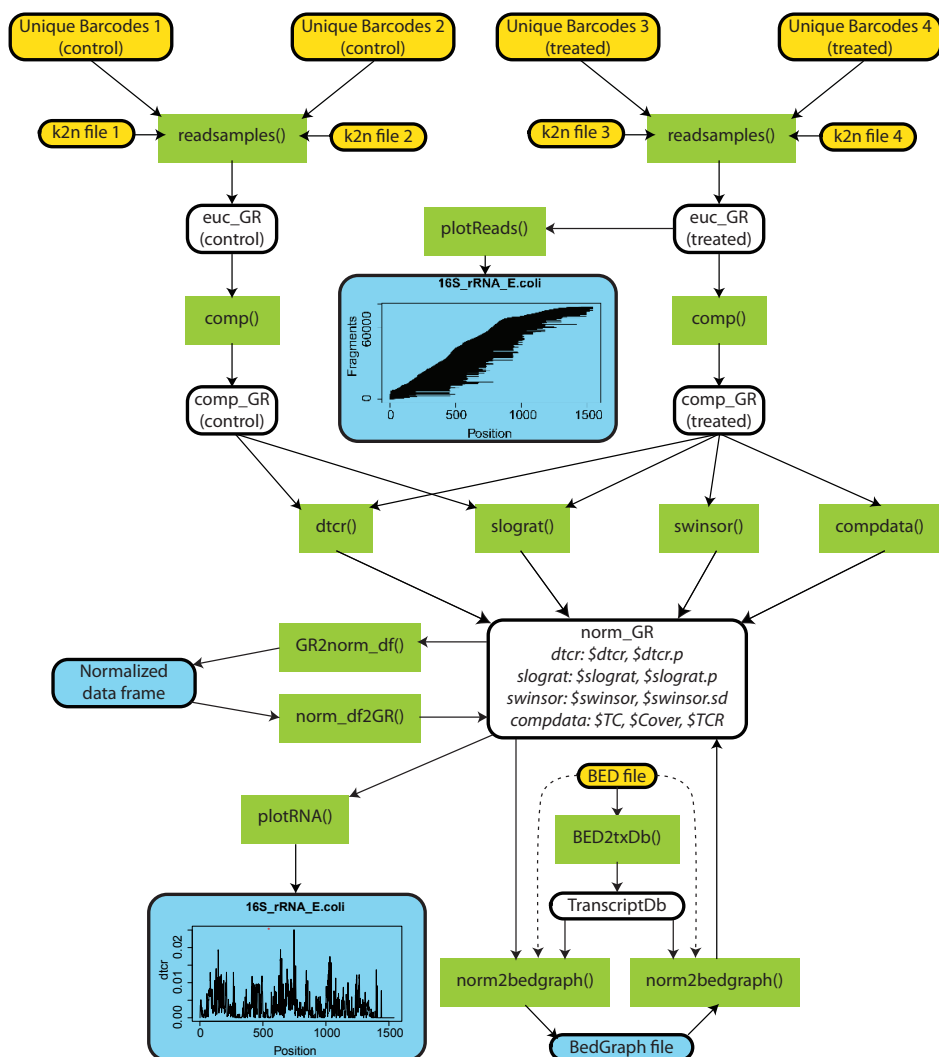 Unique Barcodes 1
(control)
Unique Barcodes 2
(control)
Unique Barcodes 3
(treated)
Unique Barcodes 4
(treated)
k2n file 1
readsamples()
k2n file 2
k2n file 3
readsamples()
k2n file 4
euc_GR
(control)
plotReads()
euc_GR
(treated)
comp()
16S_rRNA_E.coli
Fragments
60000
0
0
500
1000
1500
Position
comp()
comp_GR
(control)
comp_GR
(treated)
dtcr()
slograt()
swinsor()
compdata()
norm_GR
dtcr: $dtcr, $dtcr.p
slograt: $slograt, $slograt.p
swinsor: $swinsor, $swinsor.sd
compdata: $TC, $Cover, $TCR
GR2norm_df()
Normalized
data frame
norm_df2GR()
BED file
plotRNA()
BED2txDb()
TranscriptDb
16S_rRNA_E.coli
dtcr
0.02
0.01
0.00
0
500
1000
1500
Position
norm2bedgraph()
norm2bedgraph()
BedGraph file